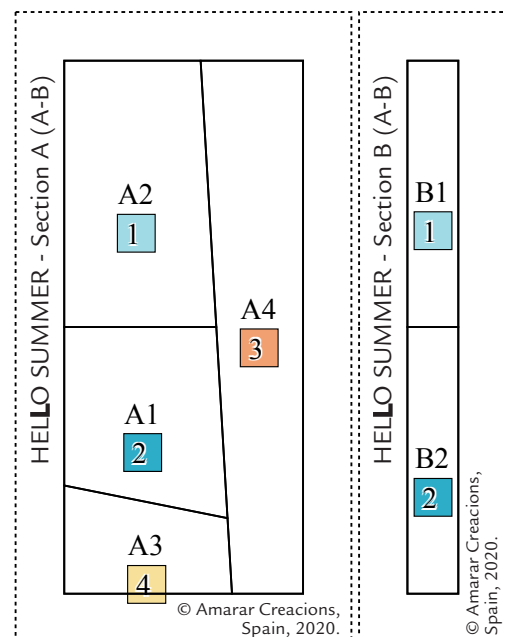 HELLO SUMMER - Section A (A-B)
A2
1
A4
3
A1
2
A3
4
© Amarar Creacions,
Spain, 2020.
HELLO SUMMER - Section B (A-B)
B1
1
B2
2
© Amarar Creacions,
Spain, 2020.